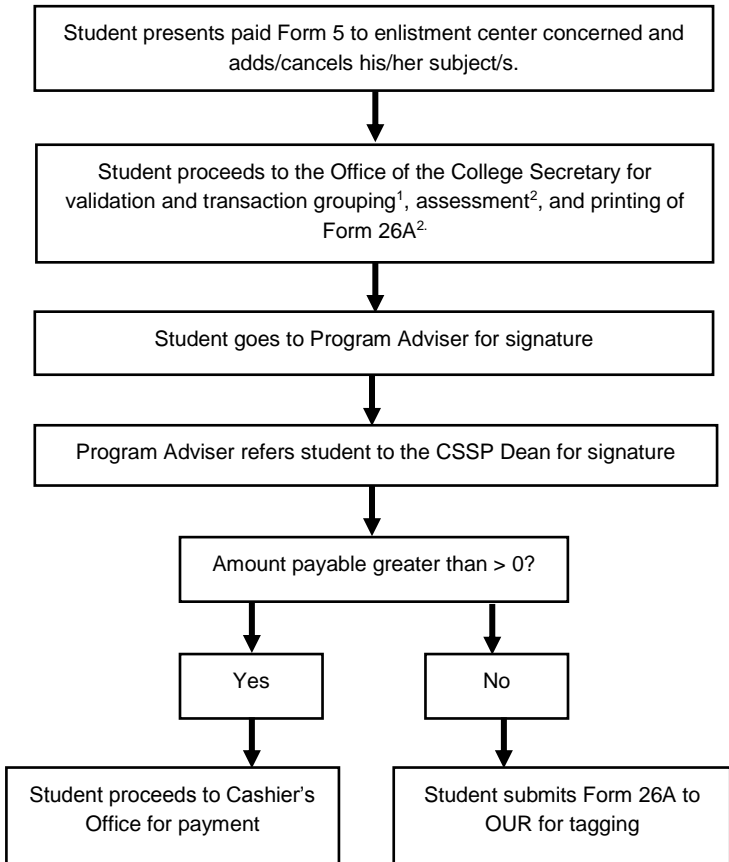 Student presents paid Form 5 to enlistment center concerned and
adds/cancels his/her subject/s.
Student proceeds to the Office of the College Secretary for
validation and transaction grouping¹, assessment², and printing of
Form 26A².
Student goes to Program Adviser for signature
Program Adviser refers student to the CSSP Dean for signature
Amount payable greater than > 0?
Yes
No
Student proceeds to Cashier's
Office for payment
Student submits Form 26A to
OUR for tagging